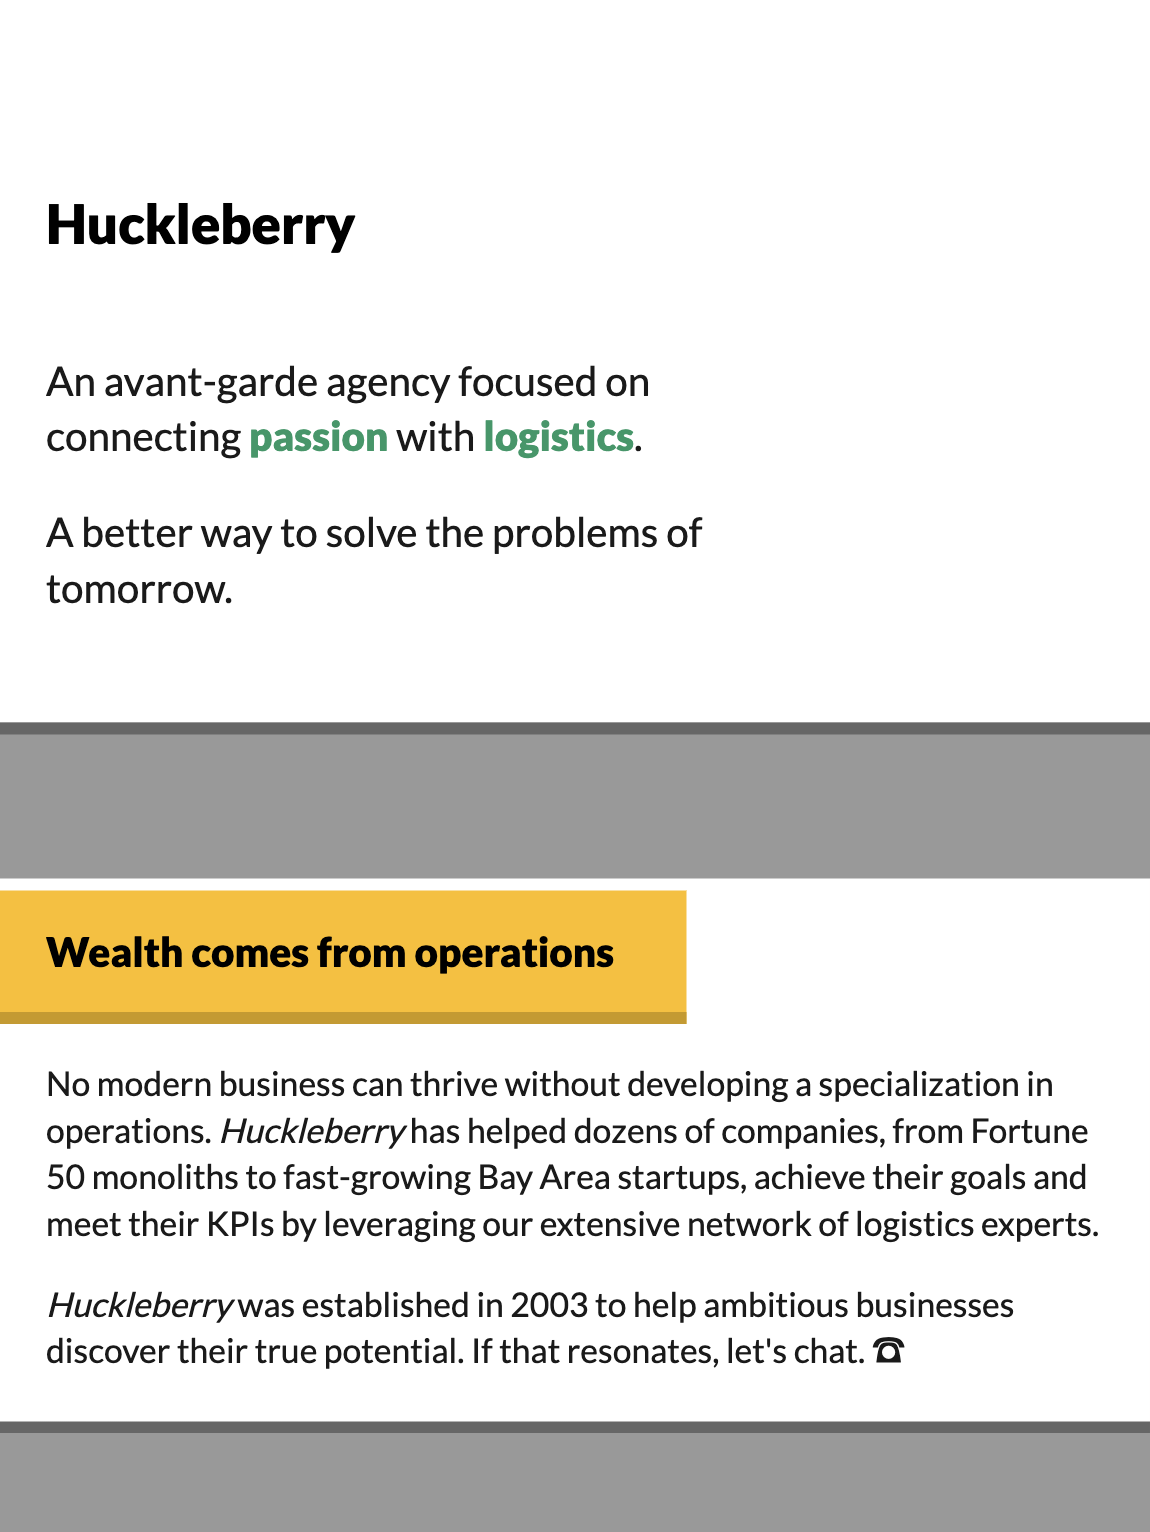 Huckleberry
An avant-garde agency focused on
connecting passion with logistics.
A better way to solve the problems of
tomorrow.
Wealth comes from operations
No modern business can thrive without developing a specialization in
operations. Huckleberry has helped dozens of companies, from Fortune
50 monoliths to fast-growing Bay Area startups, achieve their goals and
meet their KPIs by leveraging our extensive network of logistics experts.
Huckleberry was established in 2003 to help ambitious businesses
discover their true potential. If that resonates, let's chat. ☎